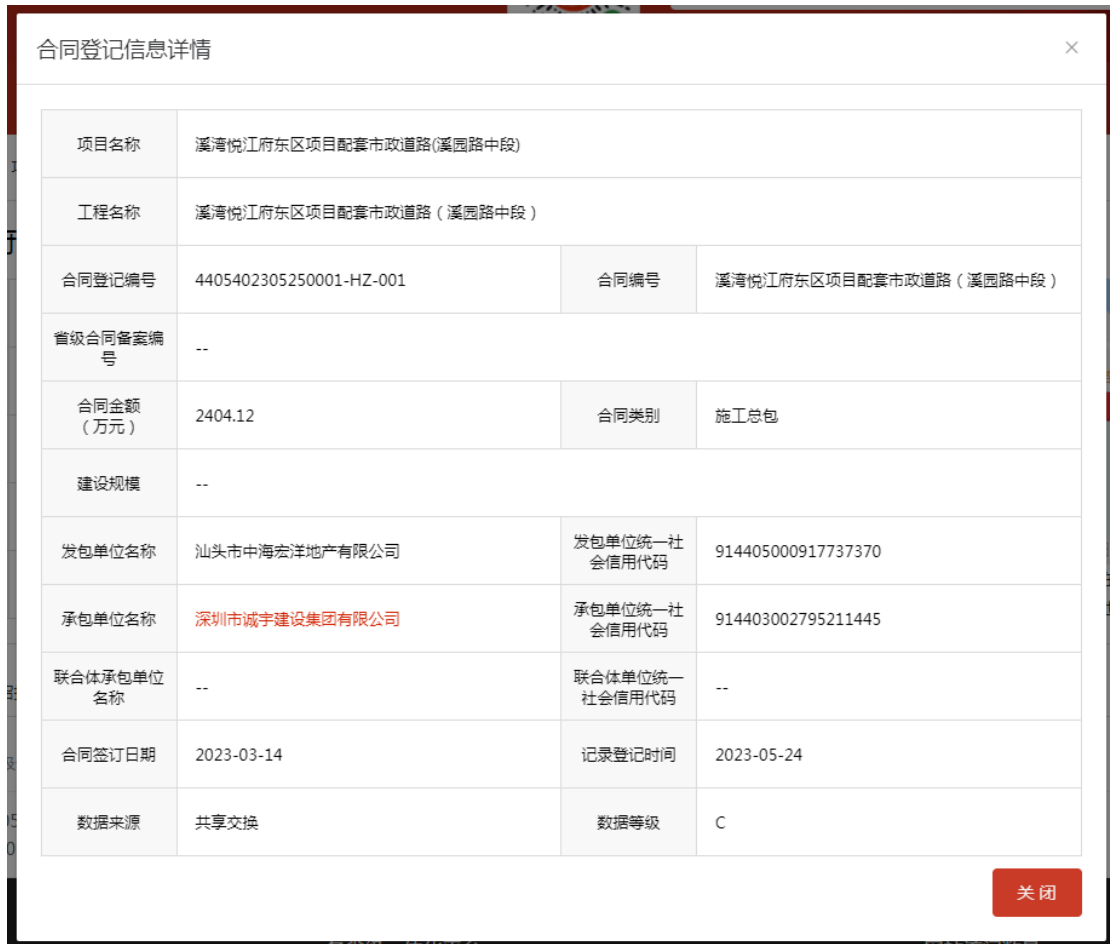 合同登记信息详情
项目名称
溪湾悦江府东区项目配套市政道路(溪园路中段)
工程名称
溪湾悦江府东区项目配套市政道路（溪园路中段）
合同登记编号
4405402305250001-HZ-001
合同编号
溪湾悦江府东区项目配套市政道路（溪园路中段）
省级合同备案编
号
--
合同金额
（万元）
2404.12
合同类别
施工总包
建设规模
--
发包单位名称
汕头市中海宏洋地产有限公司
发包单位统一社
会信用代码
914405000917737370
承包单位名称
深圳市诚宇建设集团有限公司
承包单位统一社
会信用代码
914403002795211445
联合体承包单位
名称
--
联合体单位统一
社会信用代码
--
合同签订日期
2023-03-14
记录登记时间
2023-05-24
数据来源
共享交换
数据等级
C
关闭